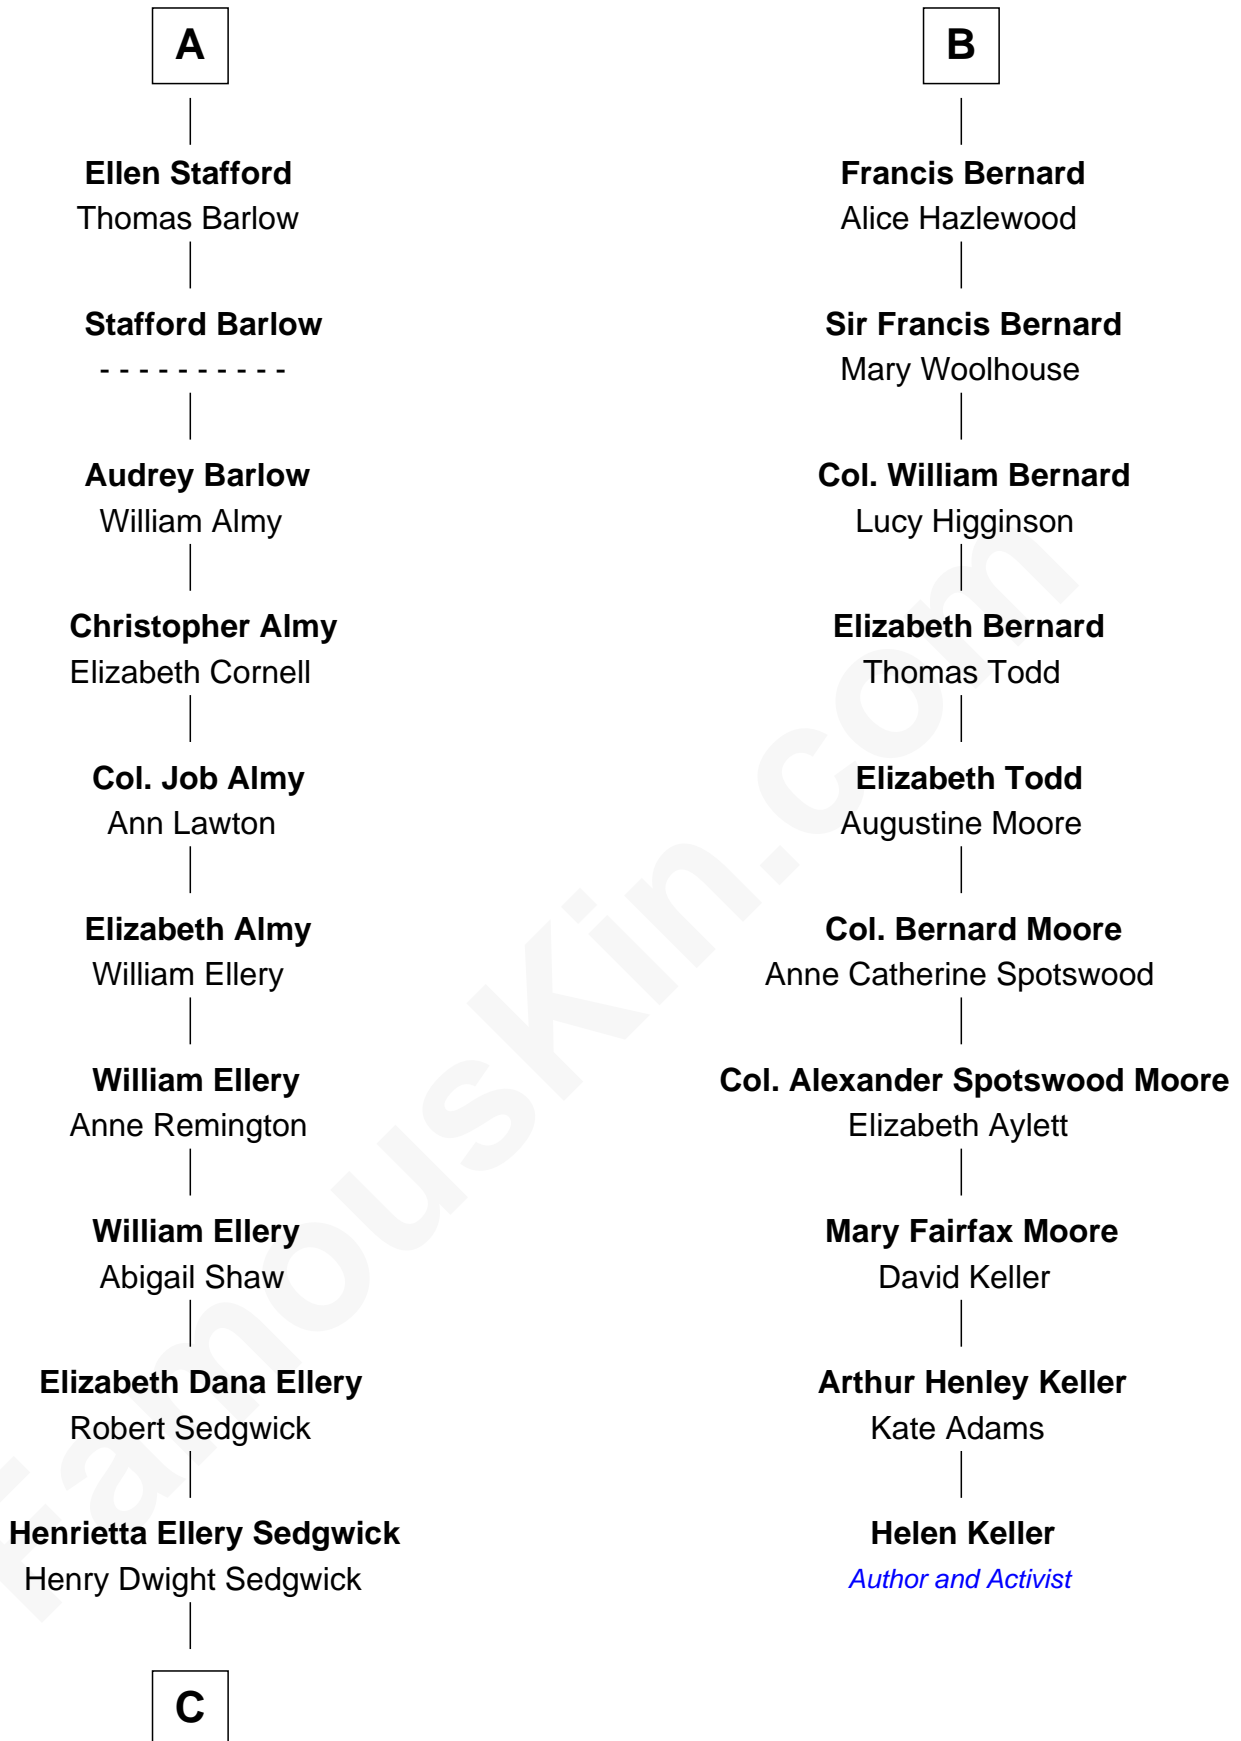 A
Ellen Stafford
Thomas Barlow
Stafford Barlow
- - - - - - - - - -
Audrey Barlow
William Almy
Christopher Almy
Elizabeth Cornell
Col. Job Almy
Ann Lawton
Elizabeth Almy
William Ellery
William Ellery
Anne Remington
William Ellery
Abigail Shaw
Elizabeth Dana Ellery
Robert Sedgwick
Henrietta Ellery Sedgwick
Henry Dwight Sedgwick
C
B
Francis Bernard
Alice Hazlewood
Sir Francis Bernard
Mary Woolhouse
Col. William Bernard
Lucy Higginson
Elizabeth Bernard
Thomas Todd
Elizabeth Todd
Augustine Moore
Col. Bernard Moore
Anne Catherine Spotswood
Col. Alexander Spotswood Moore
Elizabeth Aylett
Mary Fairfax Moore
David Keller
Arthur Henley Keller
Kate Adams
Helen Keller
Author and Activist
FamousKin.com